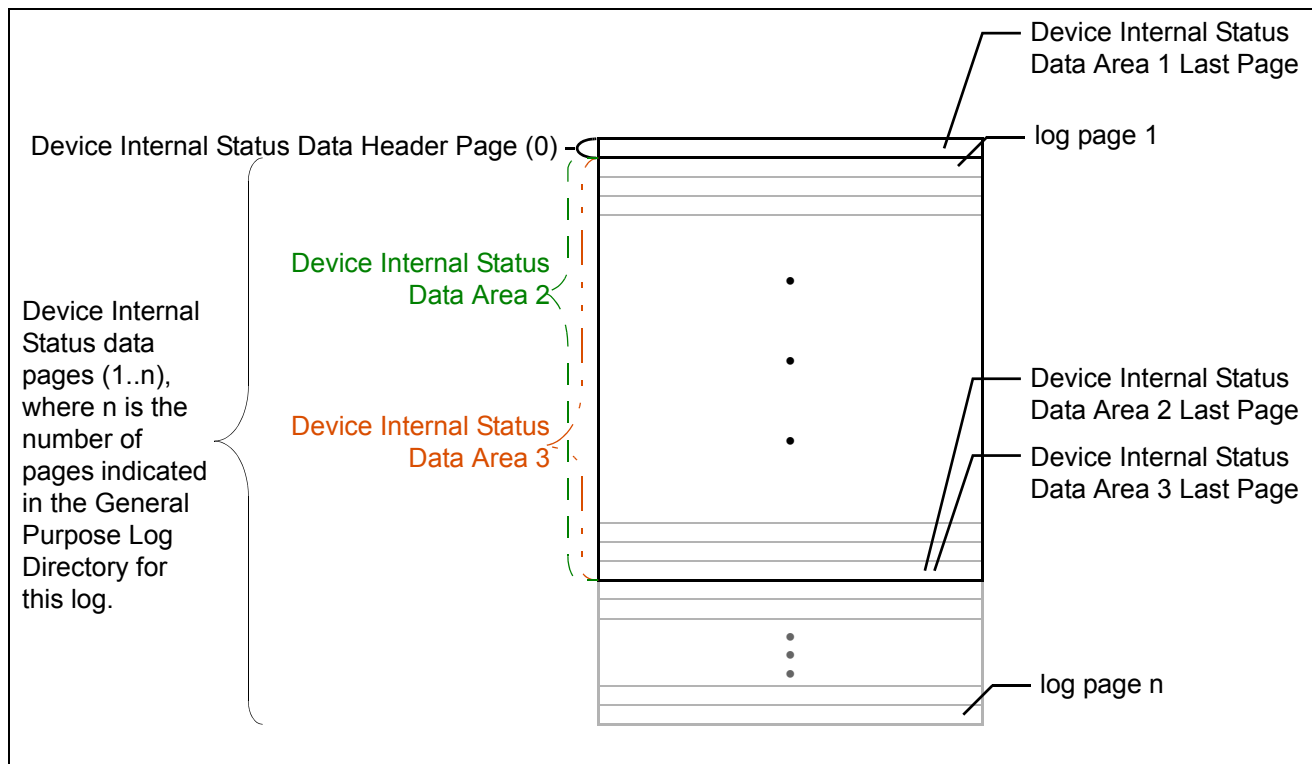 Device Internal Status
Data Area 1 Last Page
log page 1
Device Internal Status Data Header Page (0)
Device Internal Status
Data Area 2
Device Internal
Status data
pages (1..n),
where n is the
number of
pages indicated
in the General
Purpose Log
Directory for
this log.
Device Internal Status
Data Area 3
Device Internal Status
Data Area 2 Last Page
Device Internal Status
Data Area 3 Last Page
log page n